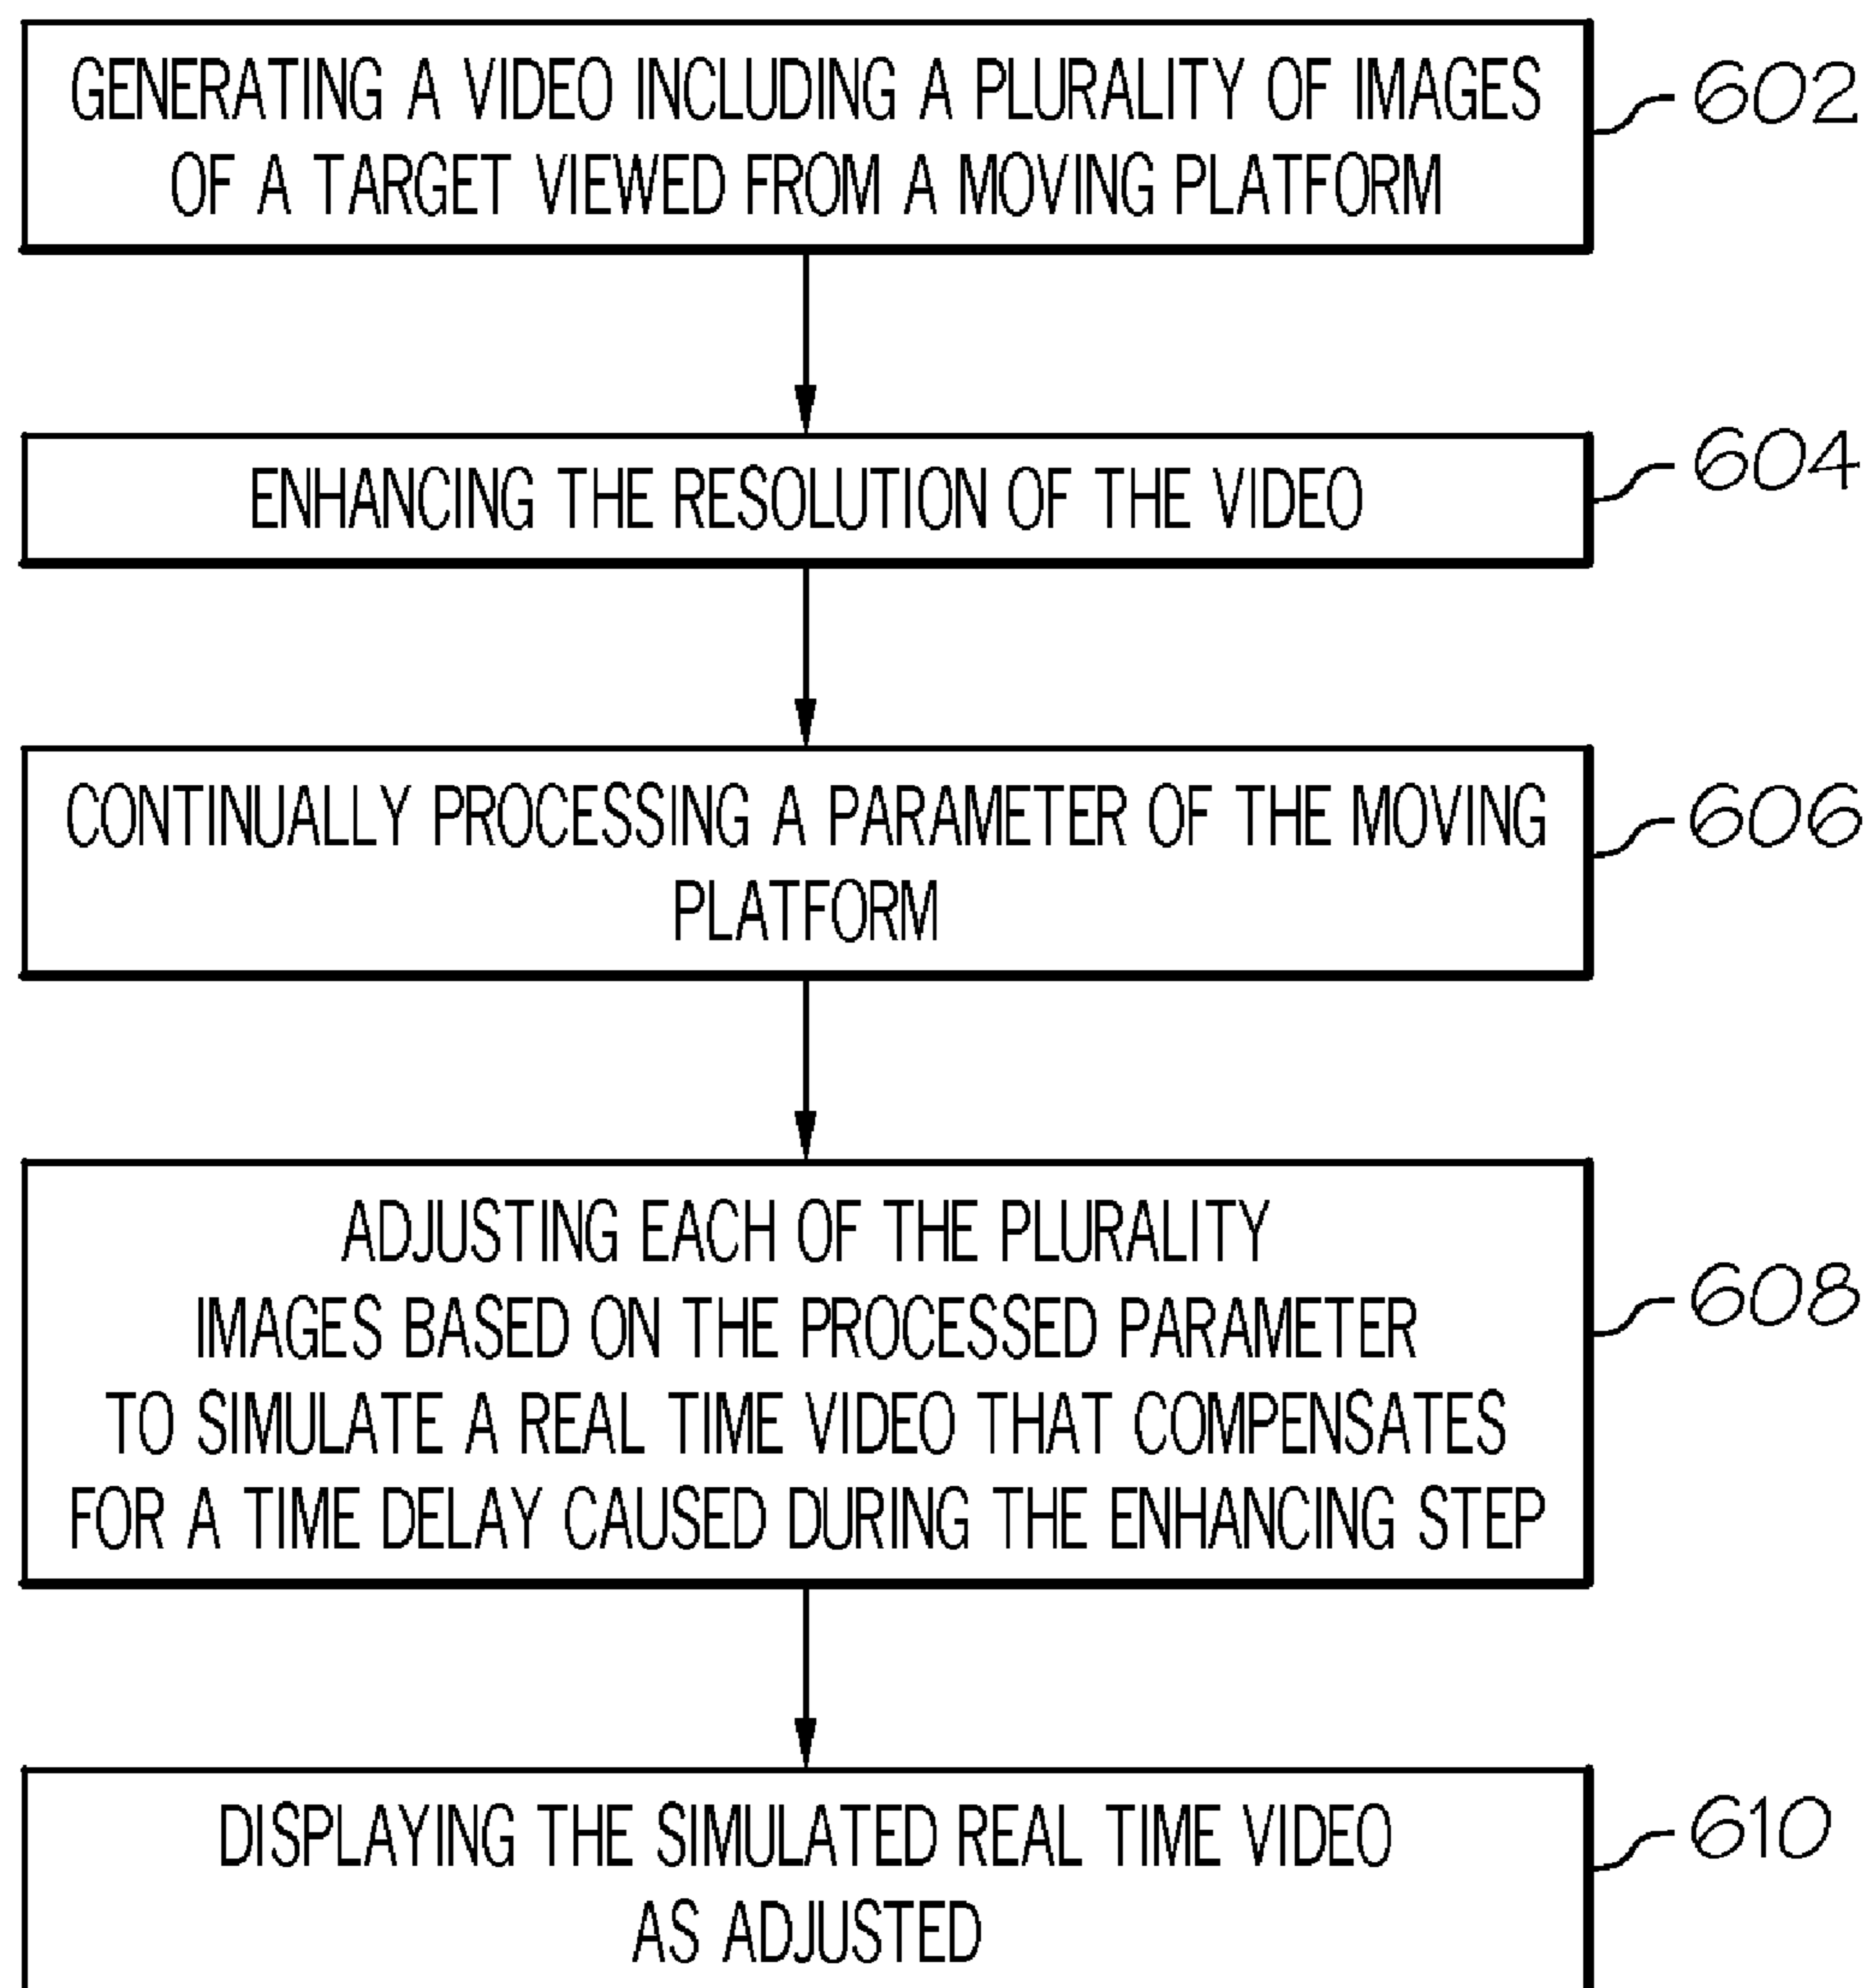 GENERATING A VIDEO INCLUDING A PLURALITY OF IMAGES
OF A TARGET VIEWED FROM A MOVING PLATFORM
602
ENHANCING THE RESOLUTION OF THE VIDEO
604
CONTINUALLY PROCESSING A PARAMETER OF THE MOVING
PLATFORM
606
ADJUSTING EACH OF THE PLURALITY
IMAGES BASED ON THE PROCESSED PARAMETER
TO SIMULATE A REAL TIME VIDEO THAT COMPENSATES
FOR A TIME DELAY CAUSED DURING THE ENHANCING STEP
608
DISPLAYING THE SIMULATED REAL TIME VIDEO
AS ADJUSTED
610